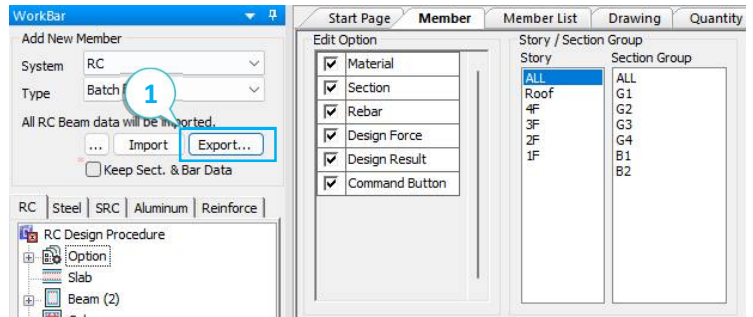 WorkBar
Add New Member
System RC
Type Batch
1
All RC Beam data will be imported.
... Import Export...
Keep Sect. & Bar Data
RC Steel SRC Aluminum Reinforce
RC Design Procedure
Option
Slab
Beam (2)
Start Page Member Member List Drawing Quantity
Edit Option
Material
Section
Rebar
Design Force
Design Result
Command Button
Story / Section Group
Story Section Group
ALL ALL
Roof G1
4F G2
3F G3
2F G4
1F B1
B2